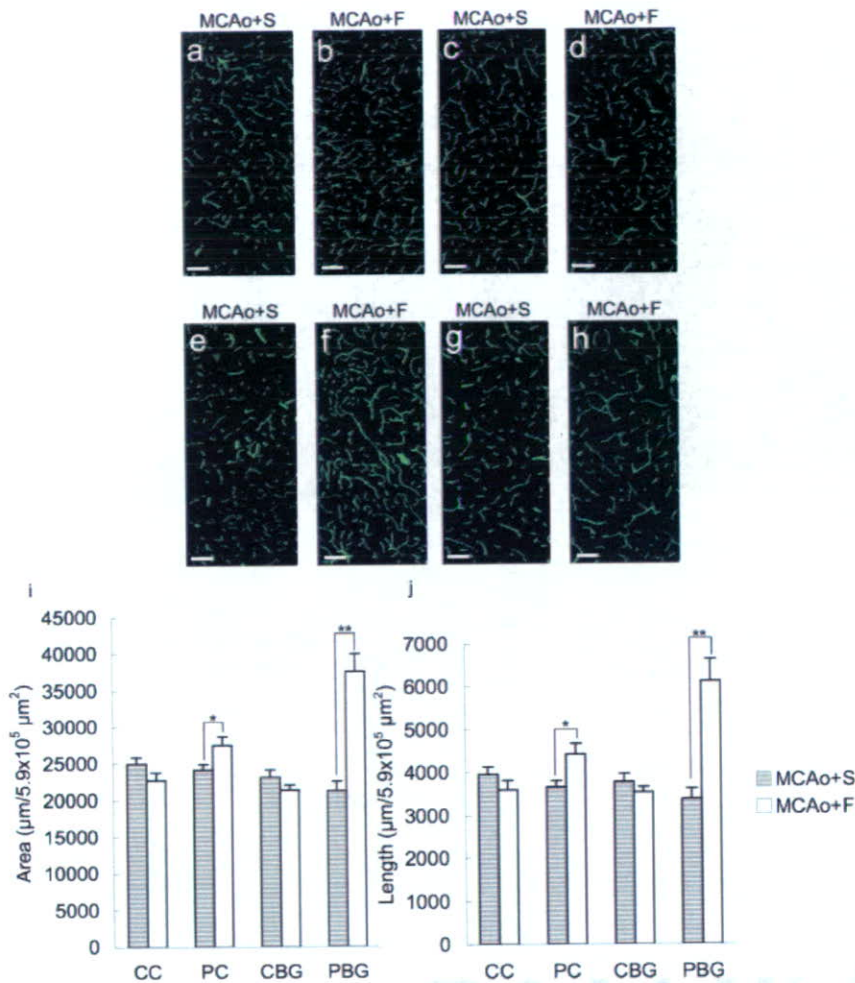 MCAo+S MCAo+F MCAo+S MCAo+F
a b c d
MCAo+S MCAo+F MCAo+S MCAo+F
e f g h
i
Area (μm/5.9x10⁵ μm²)
45000
40000
35000
30000
25000
20000
15000
10000
5000
0
* **
CC PC CBG PBG
j
Length (μm/5.9x10⁵ μm²)
7000
6000
5000
4000
3000
2000
1000
0
* **
CC PC CBG PBG
MCAo+S
MCAo+F